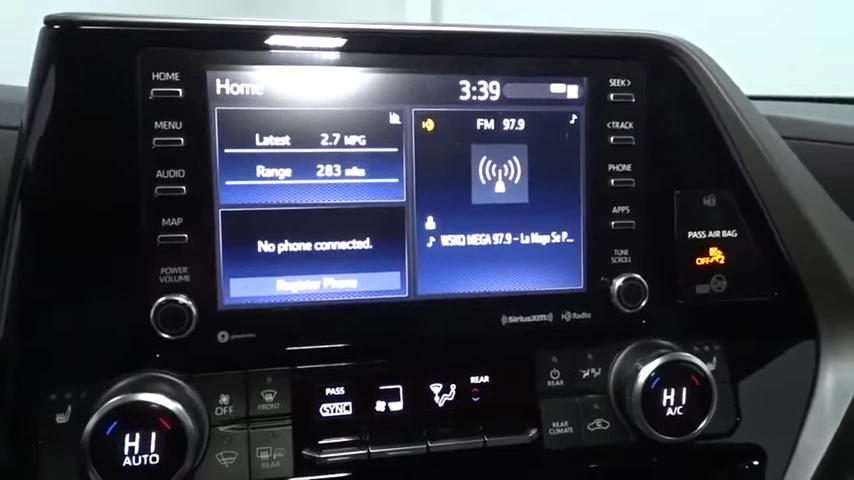 HOME
MENU
AUDIO
MAP
POWER
VOLUME
Home
3:39
Latest 2.7 MPG
Range 283 miles
No phone connected.
Register Phone
FM 97.9
WSKQ MEGA 97.9 - La Mega Se P...
SEEK >
< TRACK
PHONE
APPS
TUNE
SCROLL
PASS AIR BAG
OFF 2
SiriusXM
HD Radio
HI
AUTO
OFF
FRONT
REAR
PASS
SYNC
REAR
REAR
REAR
CLIMATE
HI
A/C